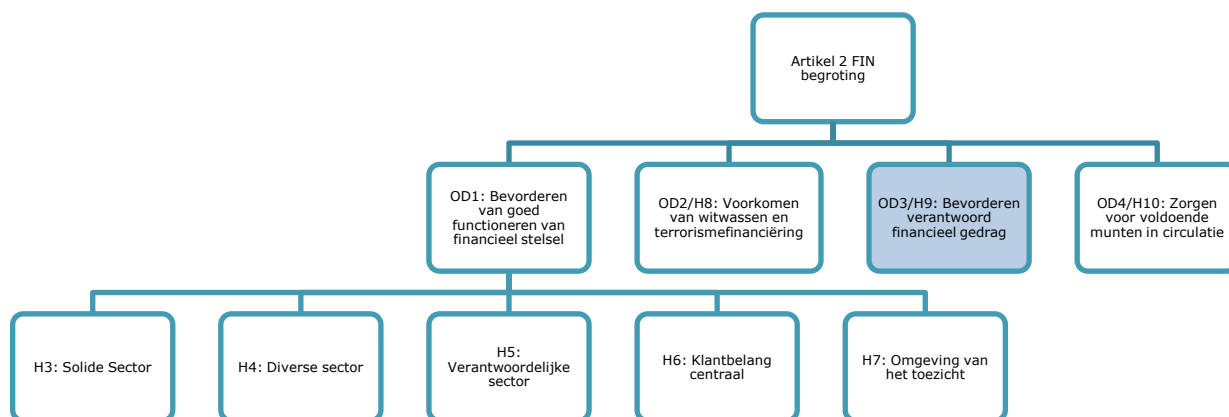 Artikel 2 FIN
begroting
OD1: Bevorderen
van goed
functioneren van
financieel stelsel
OD2/H8: Voorkomen
van witwassen en
terrorismefinanciëring
OD3/H9: Bevorderen
verantwoord
financieel gedrag
OD4/H10: Zorgen
voor voldoende
munten in circulatie
H3: Solide Sector
H4: Diverse sector
H5:
Verantwoordelijke
sector
H6: Klantbelang
centraal
H7: Omgeving van
het toezicht